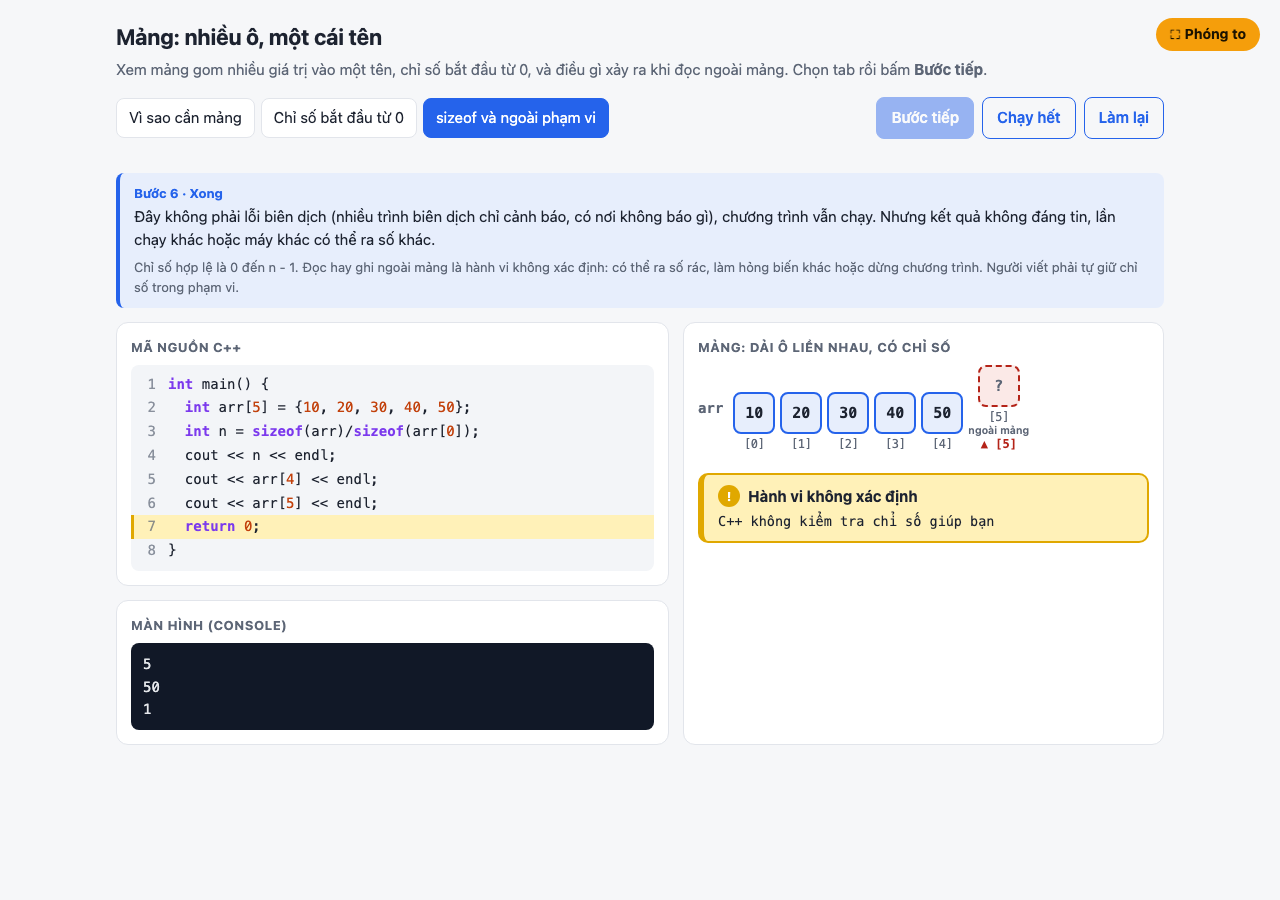 Mảng: nhiều ô, một cái tên
⛶ Phóng to
Xem mảng gom nhiều giá trị vào một tên, chỉ số bắt đầu từ 0, và điều gì xảy ra khi đọc ngoài mảng. Chọn tab rồi bấm Bước tiếp.
Vì sao cần mảng
Chỉ số bắt đầu từ 0
sizeof và ngoài phạm vi
Bước tiếp
Chạy hết
Làm lại
Bước 6 · Xong
Đây không phải lỗi biên dịch (nhiều trình biên dịch chỉ cảnh báo, có nơi không báo gì), chương trình vẫn chạy. Nhưng kết quả không đáng tin, lần
chạy khác hoặc máy khác có thể ra số khác.
Chỉ số hợp lệ là 0 đến n - 1. Đọc hay ghi ngoài mảng là hành vi không xác định: có thể ra số rác, làm hỏng biến khác hoặc dừng chương trình. Người viết phải tự giữ chỉ
số trong phạm vi.
MÃ NGUỒN C++
1 int main() {
2 int arr[5] = {10, 20, 30, 40, 50};
3 int n = sizeof(arr)/sizeof(arr[0]);
4 cout << n << endl;
5 cout << arr[4] << endl;
6 cout << arr[5] << endl;
7 return 0;
8 }
MÀN HÌNH (CONSOLE)
5
50
1
MẢNG: DẢI Ô LIỀN NHAU, CÓ CHỈ SỐ
arr 10 20 30 40 50 ?
[0] [1] [2] [3] [4] [5]
ngoài mảng
▲ [5]
! Hành vi không xác định
C++ không kiểm tra chỉ số giúp bạn